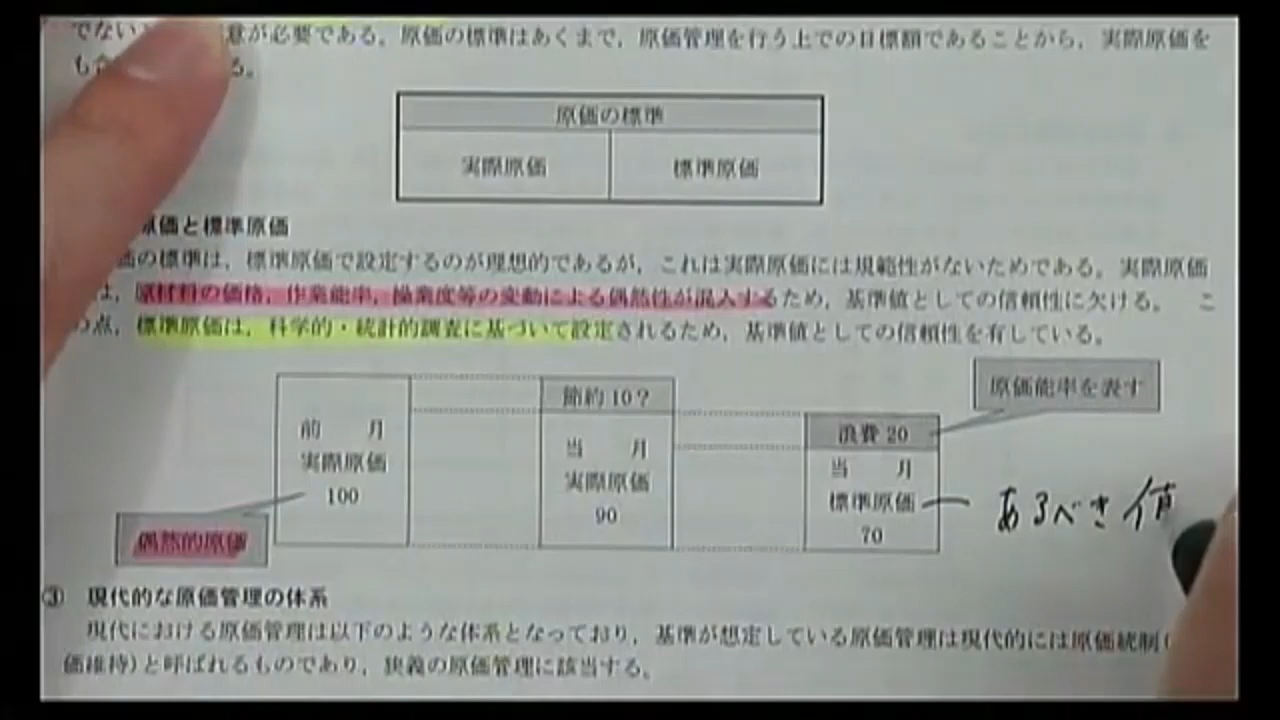 でない 意が必要である。原価の標準はあくまで，原価管理を行う上での目標額であることから，実際原価を
も る。
原価の標準
実際原価 標準原価
原価と標準原価
価の標準は，標準原価で設定するのが理想的であるが，これは実際原価には規範性がないためである。実際原価
は，原材料の価格，作業能率，操業度等の変動による偶然性が混入するため，基準値としての信頼性に欠ける。 こ
の点，標準原価は，科学的・統計的調査に基づいて設定されるため，基準値としての信頼性を有している。
原価能率を表す
節約10？
浪費20
前 月
実際原価
100
当 月
実際原価
90
当 月
標準原価
70
あるべき値
偶然的原価
③ 現代的な原価管理の体系
現代における原価管理は以下のような体系となっており，基準が想定している原価管理は現代的には原価統制(
価維持)と呼ばれるものであり，狭義の原価管理に該当する。